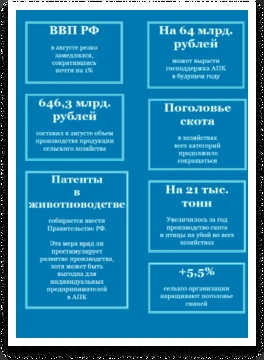 ВВП РФ
в августе резко
замедлился,
сократившись
почти на 1%
646,3 млрд.
рублей
составил в августе объем
производства продукции
сельского хозяйства
Патенты
в
животноводстве
собирается ввести
Правительство РФ.
Эта мера вряд ли
простимулирует
развитие производства,
хотя может быть
выгодна для
индивидуальных
предпринимателей
в АПК
На 64 млрд.
рублей
может вырасти
господдержка АПК
в будущем году
Поголовье
скота
в хозяйствах
всех категорий
продолжило
сокращаться
На 21 тыс.
тонн
Увеличилось за год
производство скота
и птицы на убой во всех
хозяйствах
+5,5%
сельхоз организации
наращивают поголовье
свиней